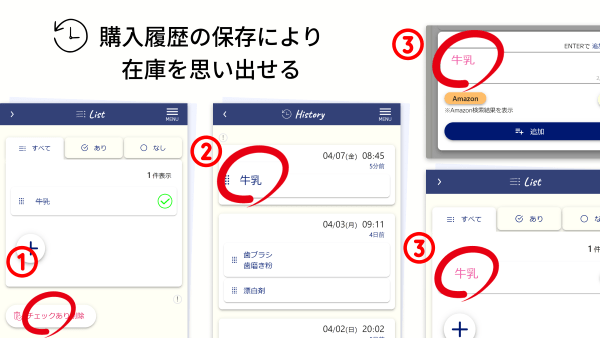 購入履歴の保存により
在庫を思い出せる
List
MENU
すべて
あり
なし
1件表示
牛乳
①
チェックあり削除
History
MENU
②
04/07(金) 08:45
5分前
牛乳
04/03(月) 09:11
4日前
歯ブラシ
歯磨き粉
漂白剤
04/02(日) 20:02
③
ENTERで追
牛乳
Amazon
※Amazon検索結果を表示
追加
List
すべて
あり
1件
③
牛乳